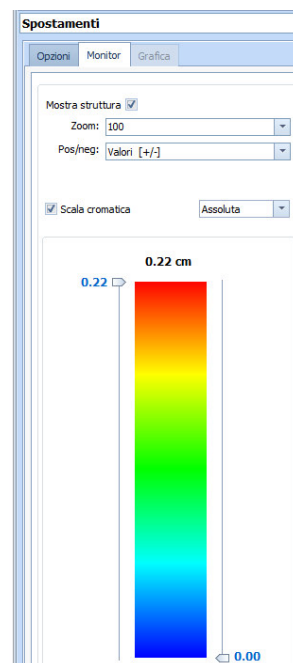 Spostamenti
Opzioni Monitor Grafica
Mostra struttura
Zoom: 100
Pos/neg: Valori [+/-]
Scala cromatica Assoluta
0.22 cm
0.22
0.00